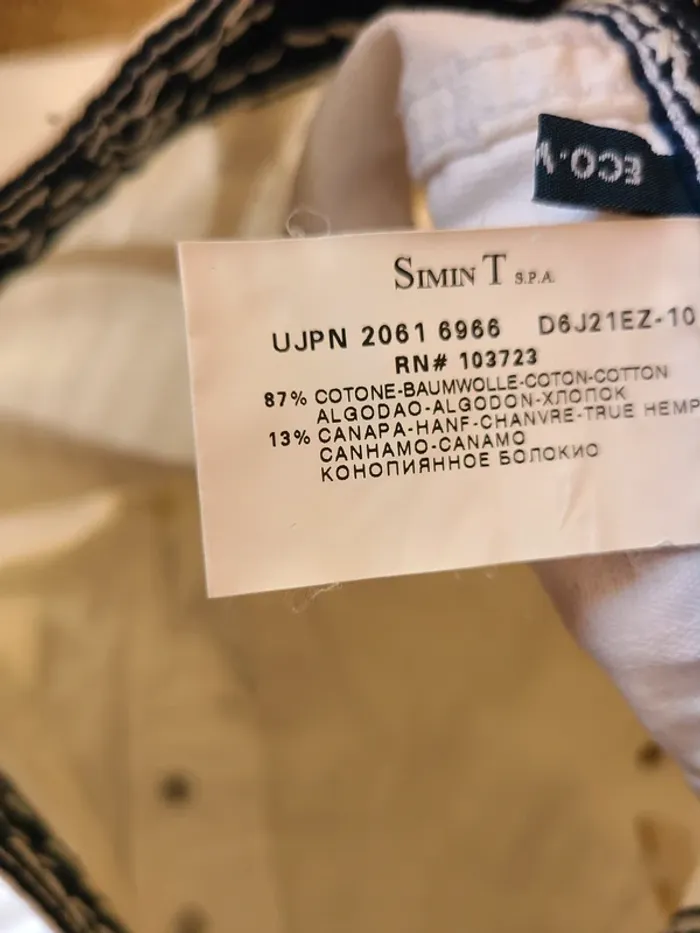 ECO-
SIMIN T S.P.A.
UJPN 2061 6966 D6J21EZ-10
RN# 103723
87% COTONE-BAUMWOLLE-COTON-COTTON
ALGODAO-ALGODON-ХЛОПОК
13% CANAPA-HANF-CHANVRE-TRUE HEMP
CANHAMO-CANAMO
КОНОПИЯННОЕ БОЛОКИО